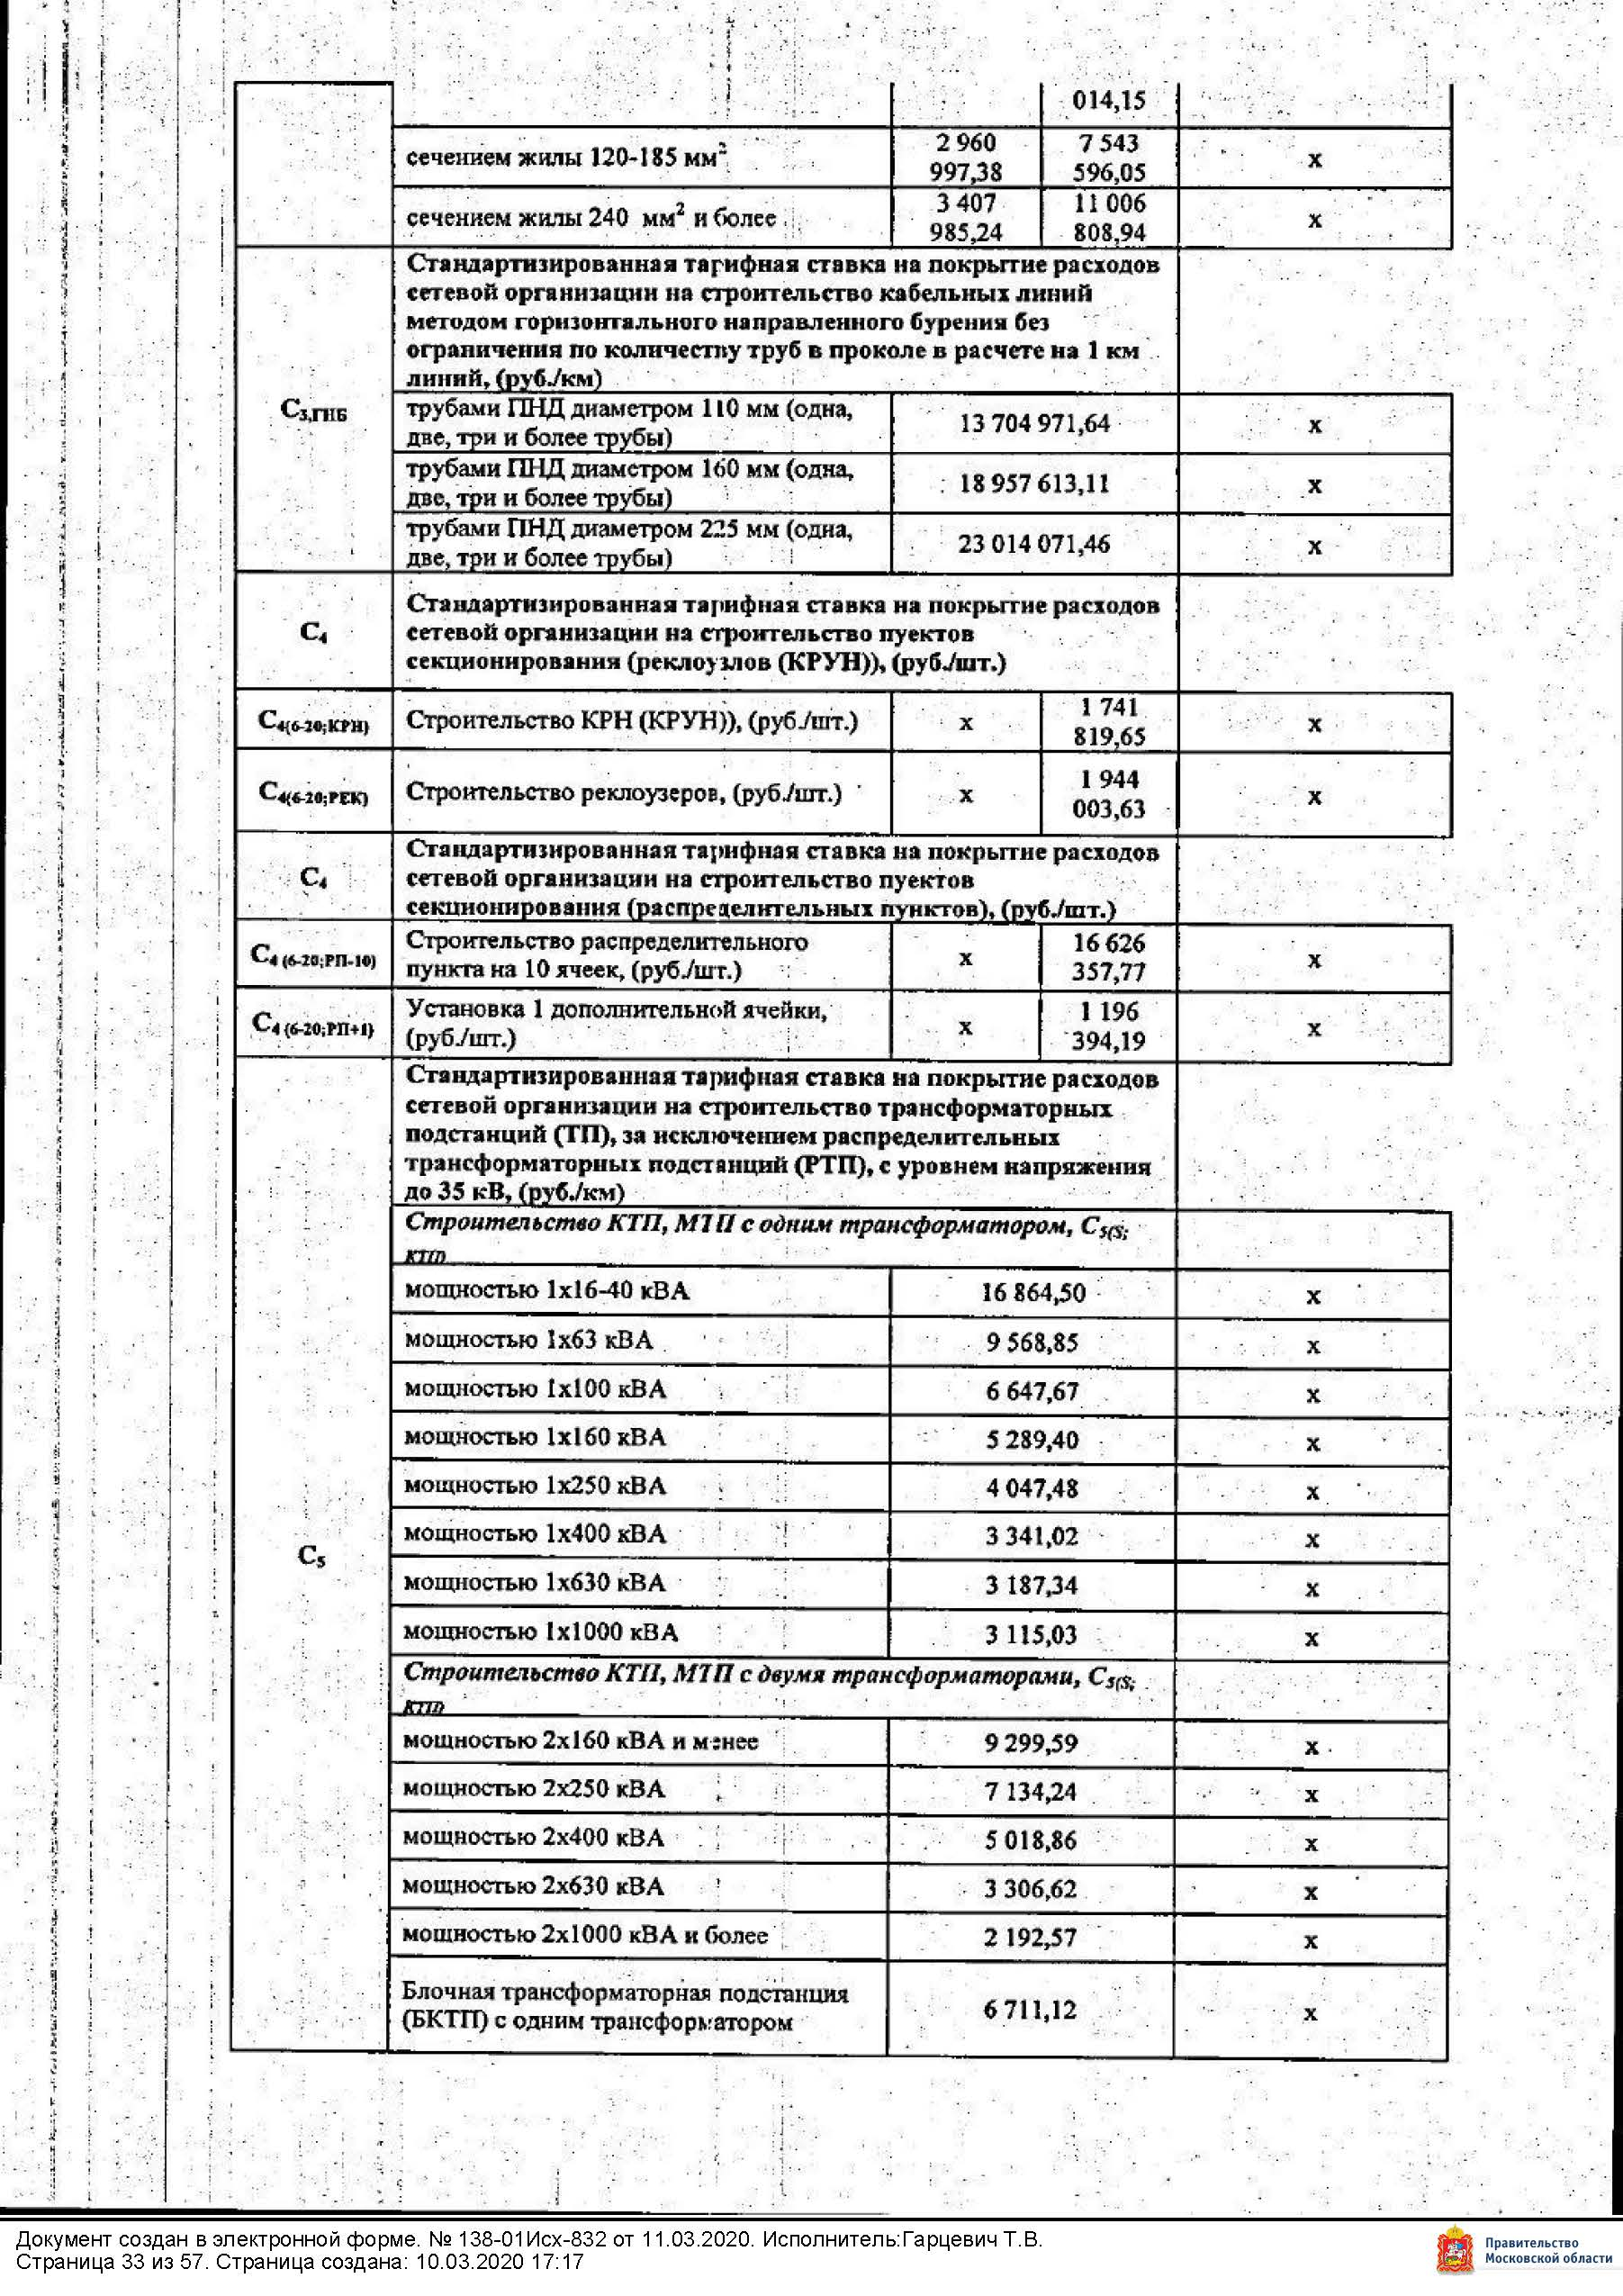 014,15
сечением жилы 120-185 мм² 2 960 7 543 х
997,38 596,05
сечением жилы 240 мм² и более 3 407 11 006 х
985,24 808,94
Стандартизированная тарифная ставка на покрытие расходов
сетевой организации на строительство кабельных линий
методом горизонтального направленного бурения без
ограничения по количеству труб в проколе в расчете на 1 км
линий, (руб./км)
С3,ГНБ
трубами ПНД диаметром 110 мм (одна, 13 704 971,64 х
две, три и более трубы)
трубами ПНД диаметром 160 мм (одна, 18 957 613,11 х
две, три и более трубы)
трубами ПНД диаметром 225 мм (одна, 23 014 071,46 х
две, три и более трубы)
Стандартизированная тарифная ставка на покрытие расходов
С4 сетевой организации на строительство пуектов
секционирования (реклоузлов (КРУН)), (руб./шт.)
С4(6-20;КРН) Строительство КРН (КРУН)), (руб./шт.) х 1 741 х
819,65
С4(6-20;РЕК) Строительство реклоузеров, (руб./шт.) х 1 944 х
003,63
Стандартизированная тарифная ставка на покрытие расходов
С4 сетевой организации на строительство пуектов
секционирования (распределительных пунктов), (руб./шт.)
С4 (6-20;РП-10) Строительство распределительного х 16 626 х
пункта на 10 ячеек, (руб./шт.) 357,77
С4 (6-20;РП+1) Установка 1 дополнительной ячейки, х 1 196 х
(руб./шт.) 394,19
Стандартизированная тарифная ставка на покрытие расходов
сетевой организации на строительство трансформаторных
подстанций (ТП), за исключением распределительных
трансформаторных подстанций (РТП), с уровнем напряжения
до 35 кВ, (руб./км)
Строительство КТП, МТП с одним трансформатором, С5(S;
КТП)
мощностью 1х16-40 кВА 16 864,50 х
мощностью 1х63 кВА 9 568,85 х
мощностью 1х100 кВА 6 647,67 х
мощностью 1х160 кВА 5 289,40 х
мощностью 1х250 кВА 4 047,48 х
мощностью 1х400 кВА 3 341,02 х
С5
мощностью 1х630 кВА 3 187,34 х
мощностью 1х1000 кВА 3 115,03 х
Строительство КТП, МТП с двумя трансформаторами, С5(S;
КТП)
мощностью 2х160 кВА и менее 9 299,59 х
мощностью 2х250 кВА 7 134,24 х
мощностью 2х400 кВА 5 018,86 х
мощностью 2х630 кВА 3 306,62 х
мощностью 2х1000 кВА и более 2 192,57 х
Блочная трансформаторная подстанция 6 711,12 х
(БКТП) с одним трансформатором
Документ создан в электронной форме. № 138-01Исх-832 от 11.03.2020. Исполнитель:Гарцевич Т.В.
Страница 33 из 57. Страница создана: 10.03.2020 17:17
Правительство
Московской области